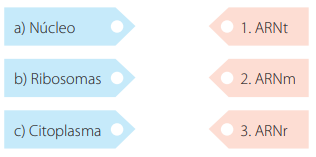 a) Núcleo
1. ARNt
b) Ribosomas
2. ARNm
c) Citoplasma
3. ARNr